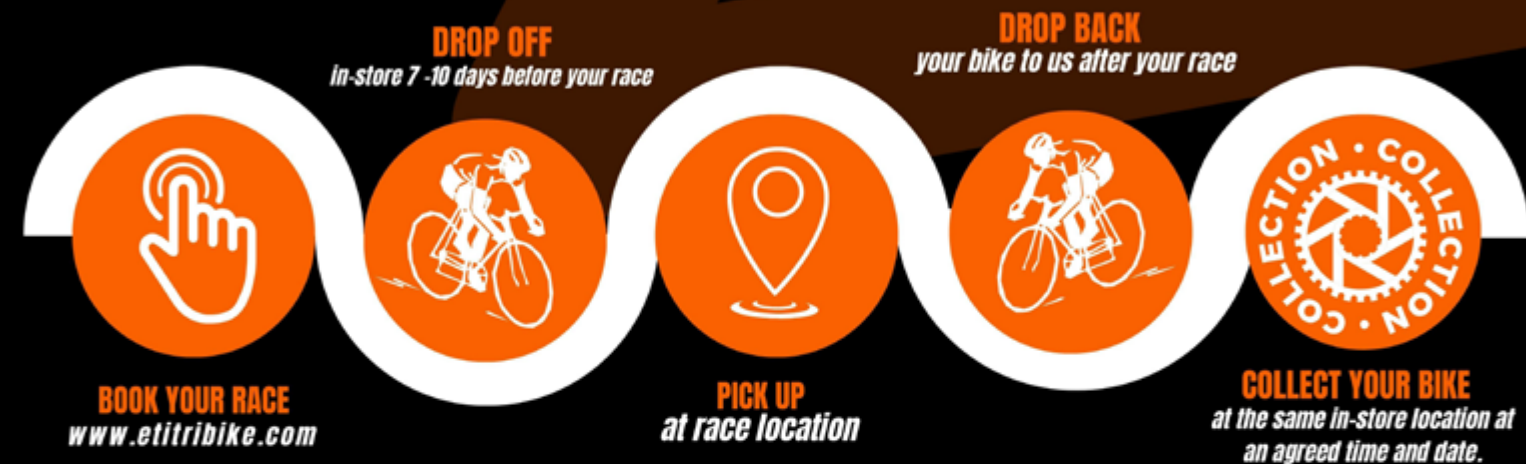 BOOK YOUR RACE
www.etitribike.com
DROP OFF
in-store 7 -10 days before your race
PICK UP
at race location
DROP BACK
your bike to us after your race
COLLECTION · COLLECTION · COLLECTION ·
COLLECT YOUR BIKE
at the same in-store location at
an agreed time and date.